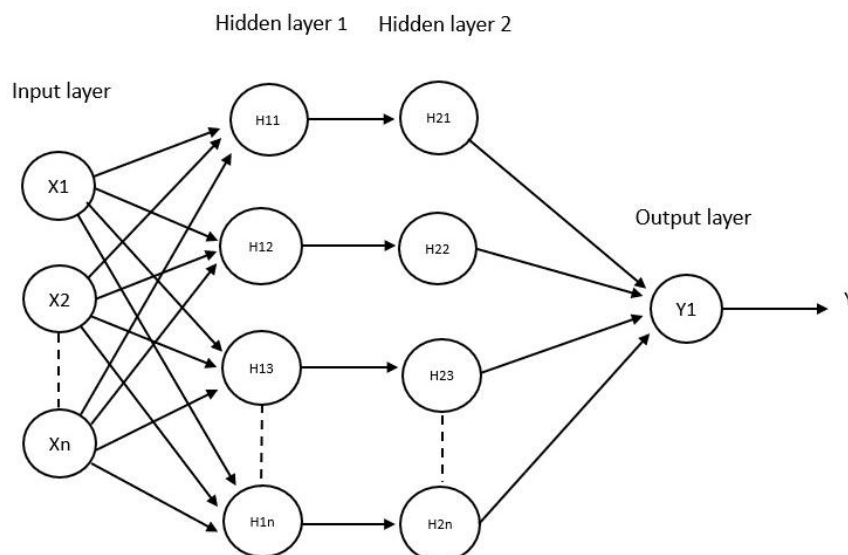 Hidden layer 1
Hidden layer 2
Input layer
H11
H21
X1
Output layer
H12
H22
X2
Y1
H13
H23
Xn
H1n
H2n